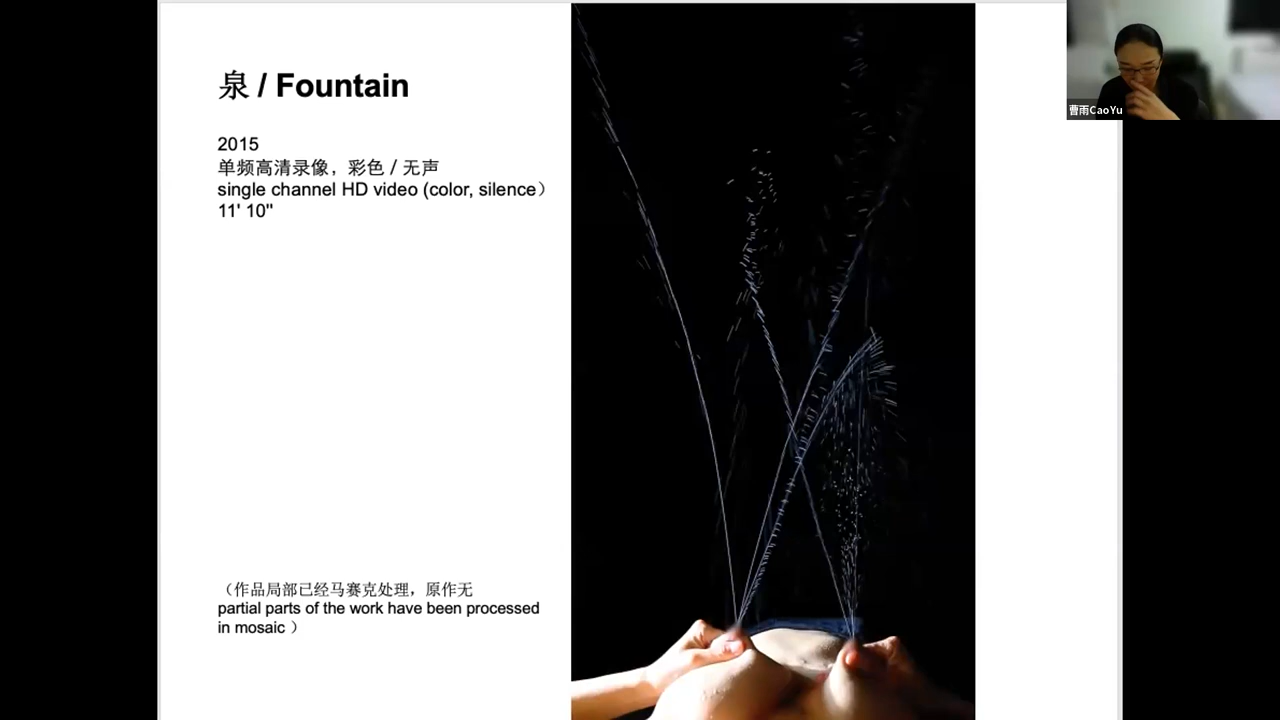 泉 / Fountain
2015
单频高清录像，彩色 / 无声
single channel HD video (color, silence）
11' 10"
（作品局部已经马赛克处理，原作无
partial parts of the work have been processed
in mosaic ）
曹雨CaoYu